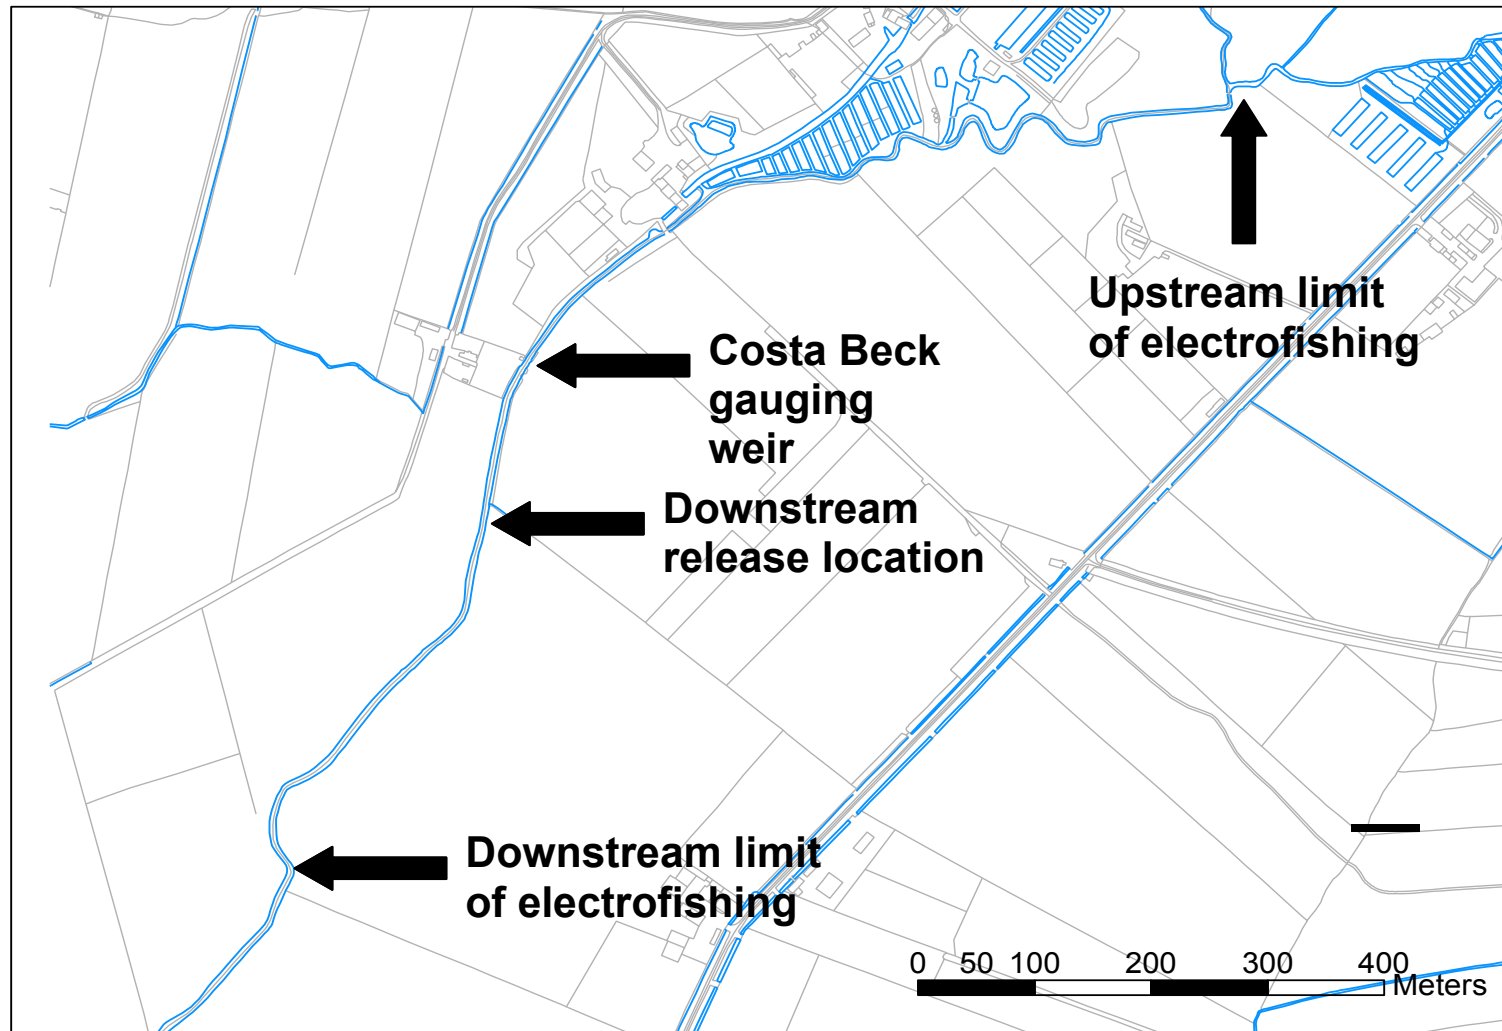 Upstream limit
of electrofishing
Costa Beck
gauging
weir
Downstream
release location
Downstream limit
of electrofishing
0 50 100 200 300 400
Meters